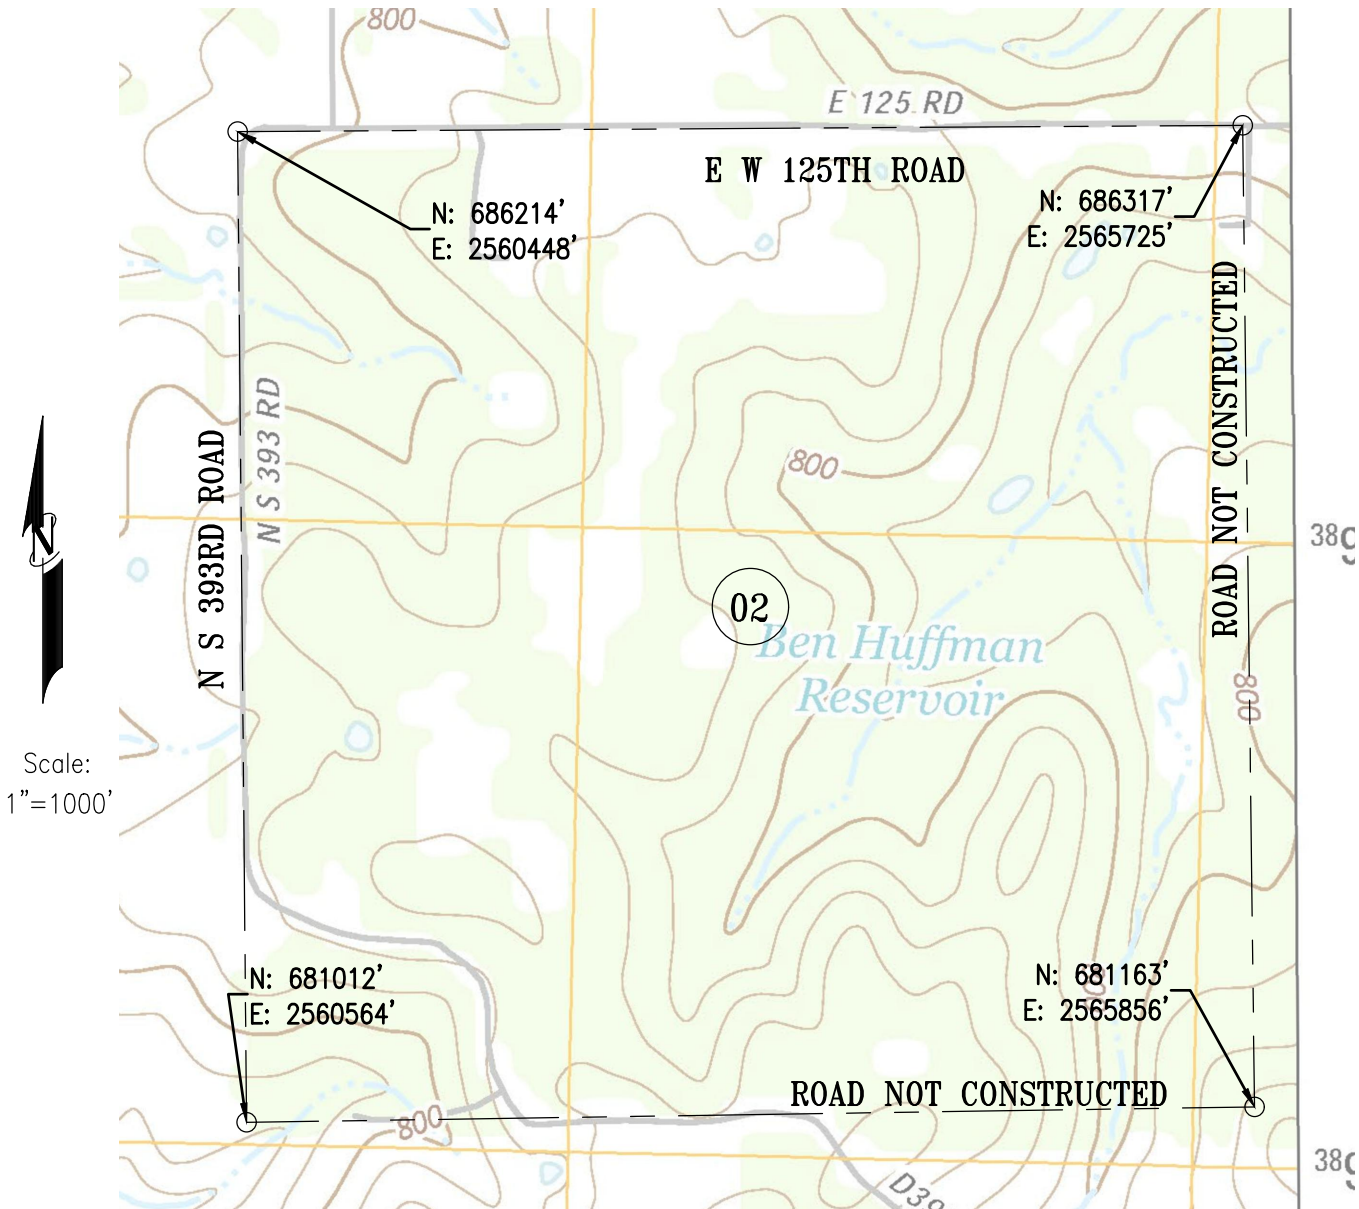 800
E 125 RD
E W 125TH ROAD
N: 686214'
E: 2560448'
N: 686317'
E: 2565725'
ROAD NOT CONSTRUCTED
N S 393RD ROAD
N S 393 RD
800
02
Ben Huffman
Reservoir
800
Scale:
1"=1000'
N: 681012'
E: 2560564'
N: 681163'
E: 2565856'
ROAD NOT CONSTRUCTED
800
38
38